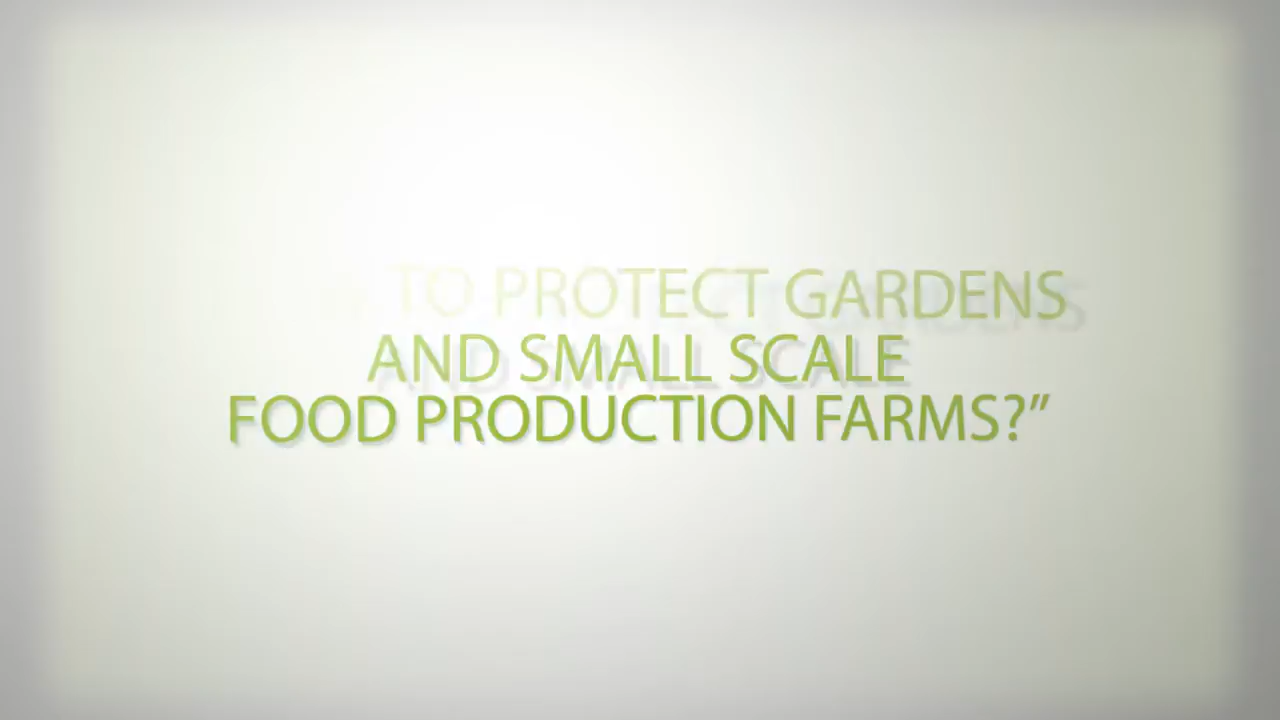 TO PROTECT GARDENS
AND SMALL SCALE
FOOD PRODUCTION FARMS?”